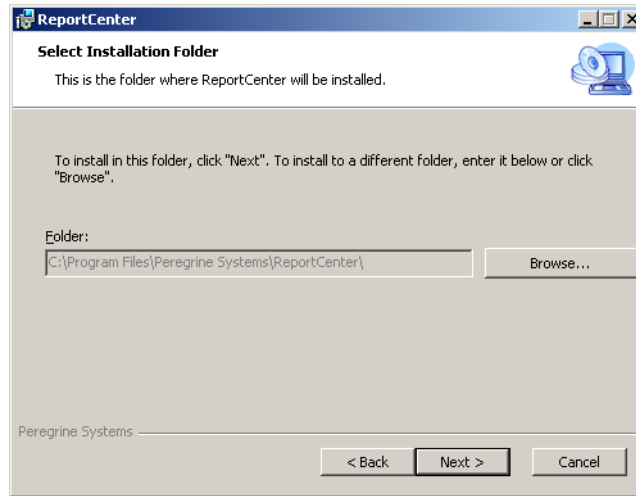 ReportCenter
Select Installation Folder
This is the folder where ReportCenter will be installed.
To install in this folder, click "Next". To install to a different folder, enter it below or click
"Browse".
Folder:
C:\Program Files\Peregrine Systems\ReportCenter\
Browse...
Peregrine Systems
< Back
Next >
Cancel